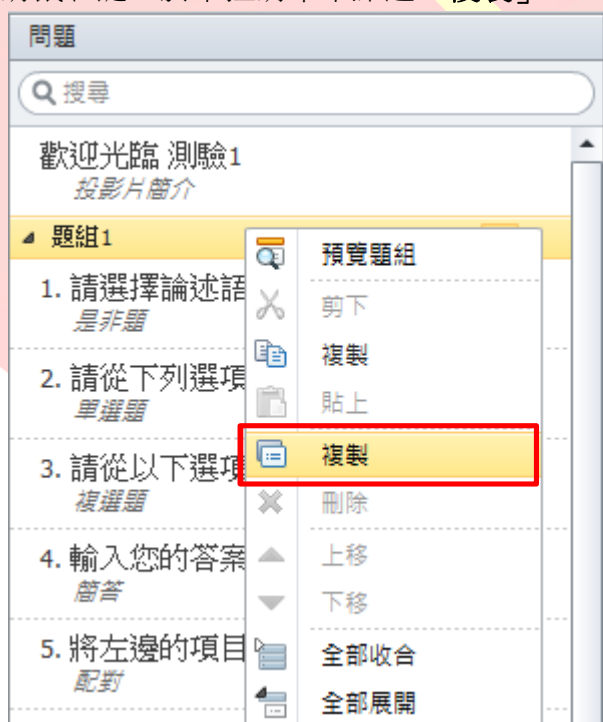 問題
搜尋
歡迎光臨 測驗1
投影片簡介
題組1
1. 請選擇論述語
是非題
2. 請從下列選項
單選題
3. 請從以下選項
複選題
4. 輸入您的答案
簡答
5. 將左邊的項目
配對
預覽題組
剪下
複製
貼上
複製
刪除
上移
下移
全部收合
全部展開